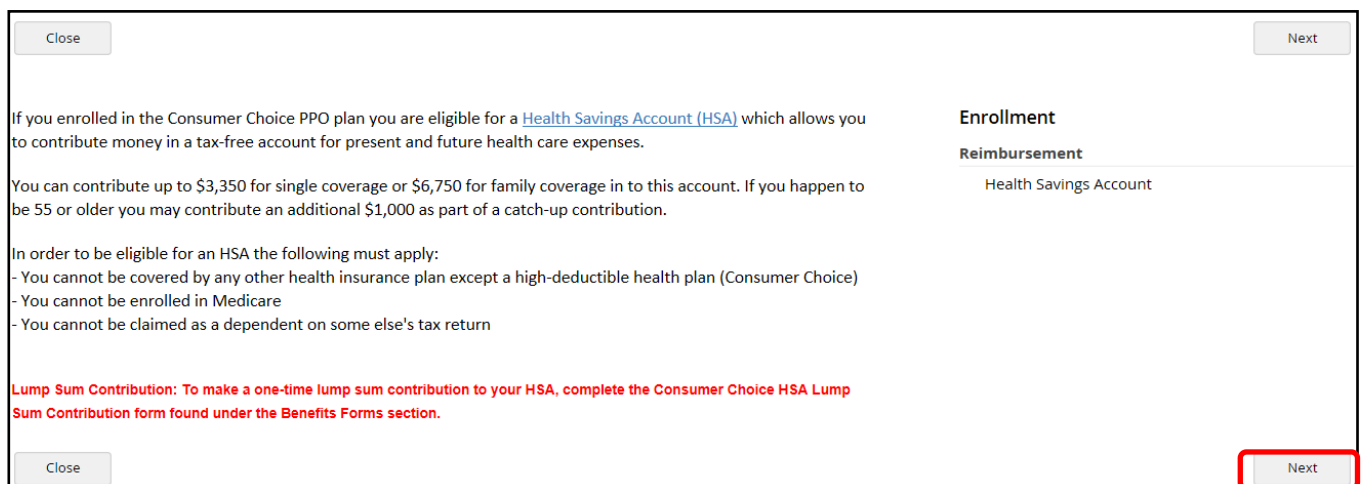 Close
Next
If you enrolled in the Consumer Choice PPO plan you are eligible for a Health Savings Account (HSA) which allows you
to contribute money in a tax-free account for present and future health care expenses.
You can contribute up to $3,350 for single coverage or $6,750 for family coverage in to this account. If you happen to
be 55 or older you may contribute an additional $1,000 as part of a catch-up contribution.
In order to be eligible for an HSA the following must apply:
- You cannot be covered by any other health insurance plan except a high-deductible health plan (Consumer Choice)
- You cannot be enrolled in Medicare
- You cannot be claimed as a dependent on some else's tax return
Lump Sum Contribution: To make a one-time lump sum contribution to your HSA, complete the Consumer Choice HSA Lump
Sum Contribution form found under the Benefits Forms section.
Enrollment
Reimbursement
Health Savings Account
Close
Next